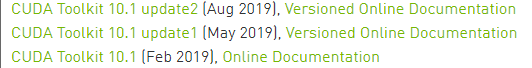 CUDA Toolkit 10.1 update2 (Aug 2019), Versioned Online Documentation
CUDA Toolkit 10.1 update1 (May 2019), Versioned Online Documentation
CUDA Toolkit 10.1 (Feb 2019), Online Documentation